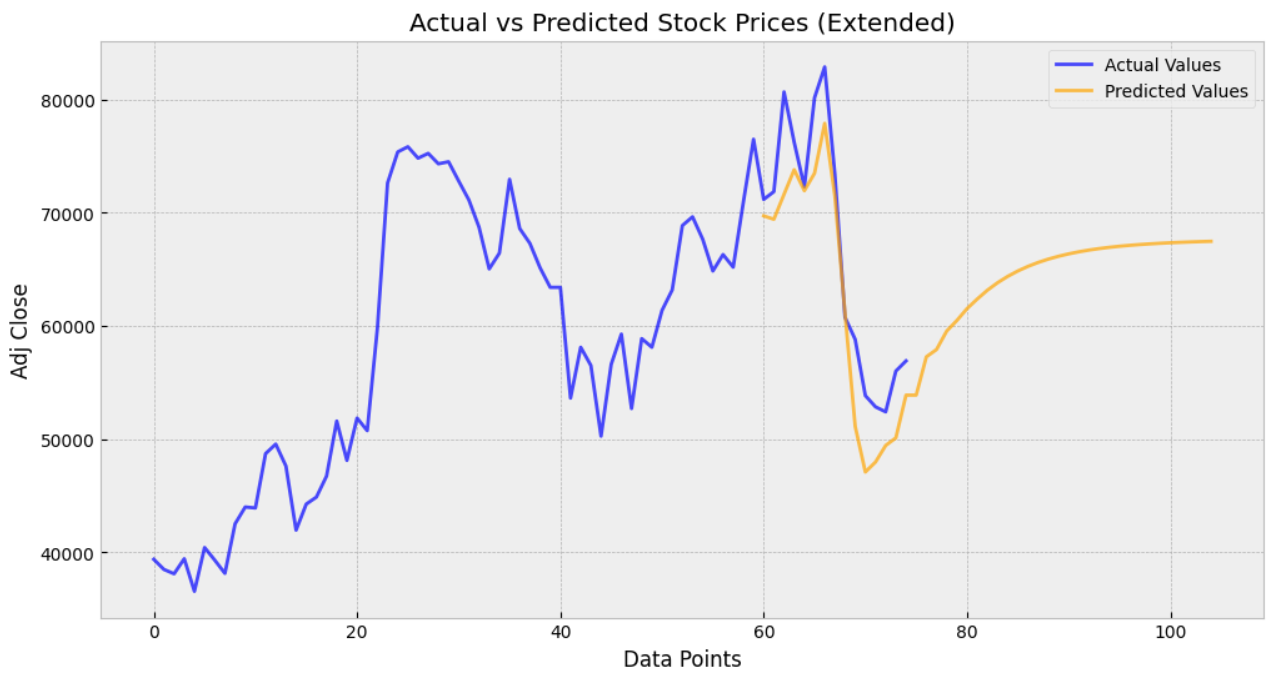 Actual vs Predicted Stock Prices (Extended)
Actual Values
Predicted Values
Adj Close
80000
70000
60000
50000
40000
0 20 40 60 80 100
Data Points